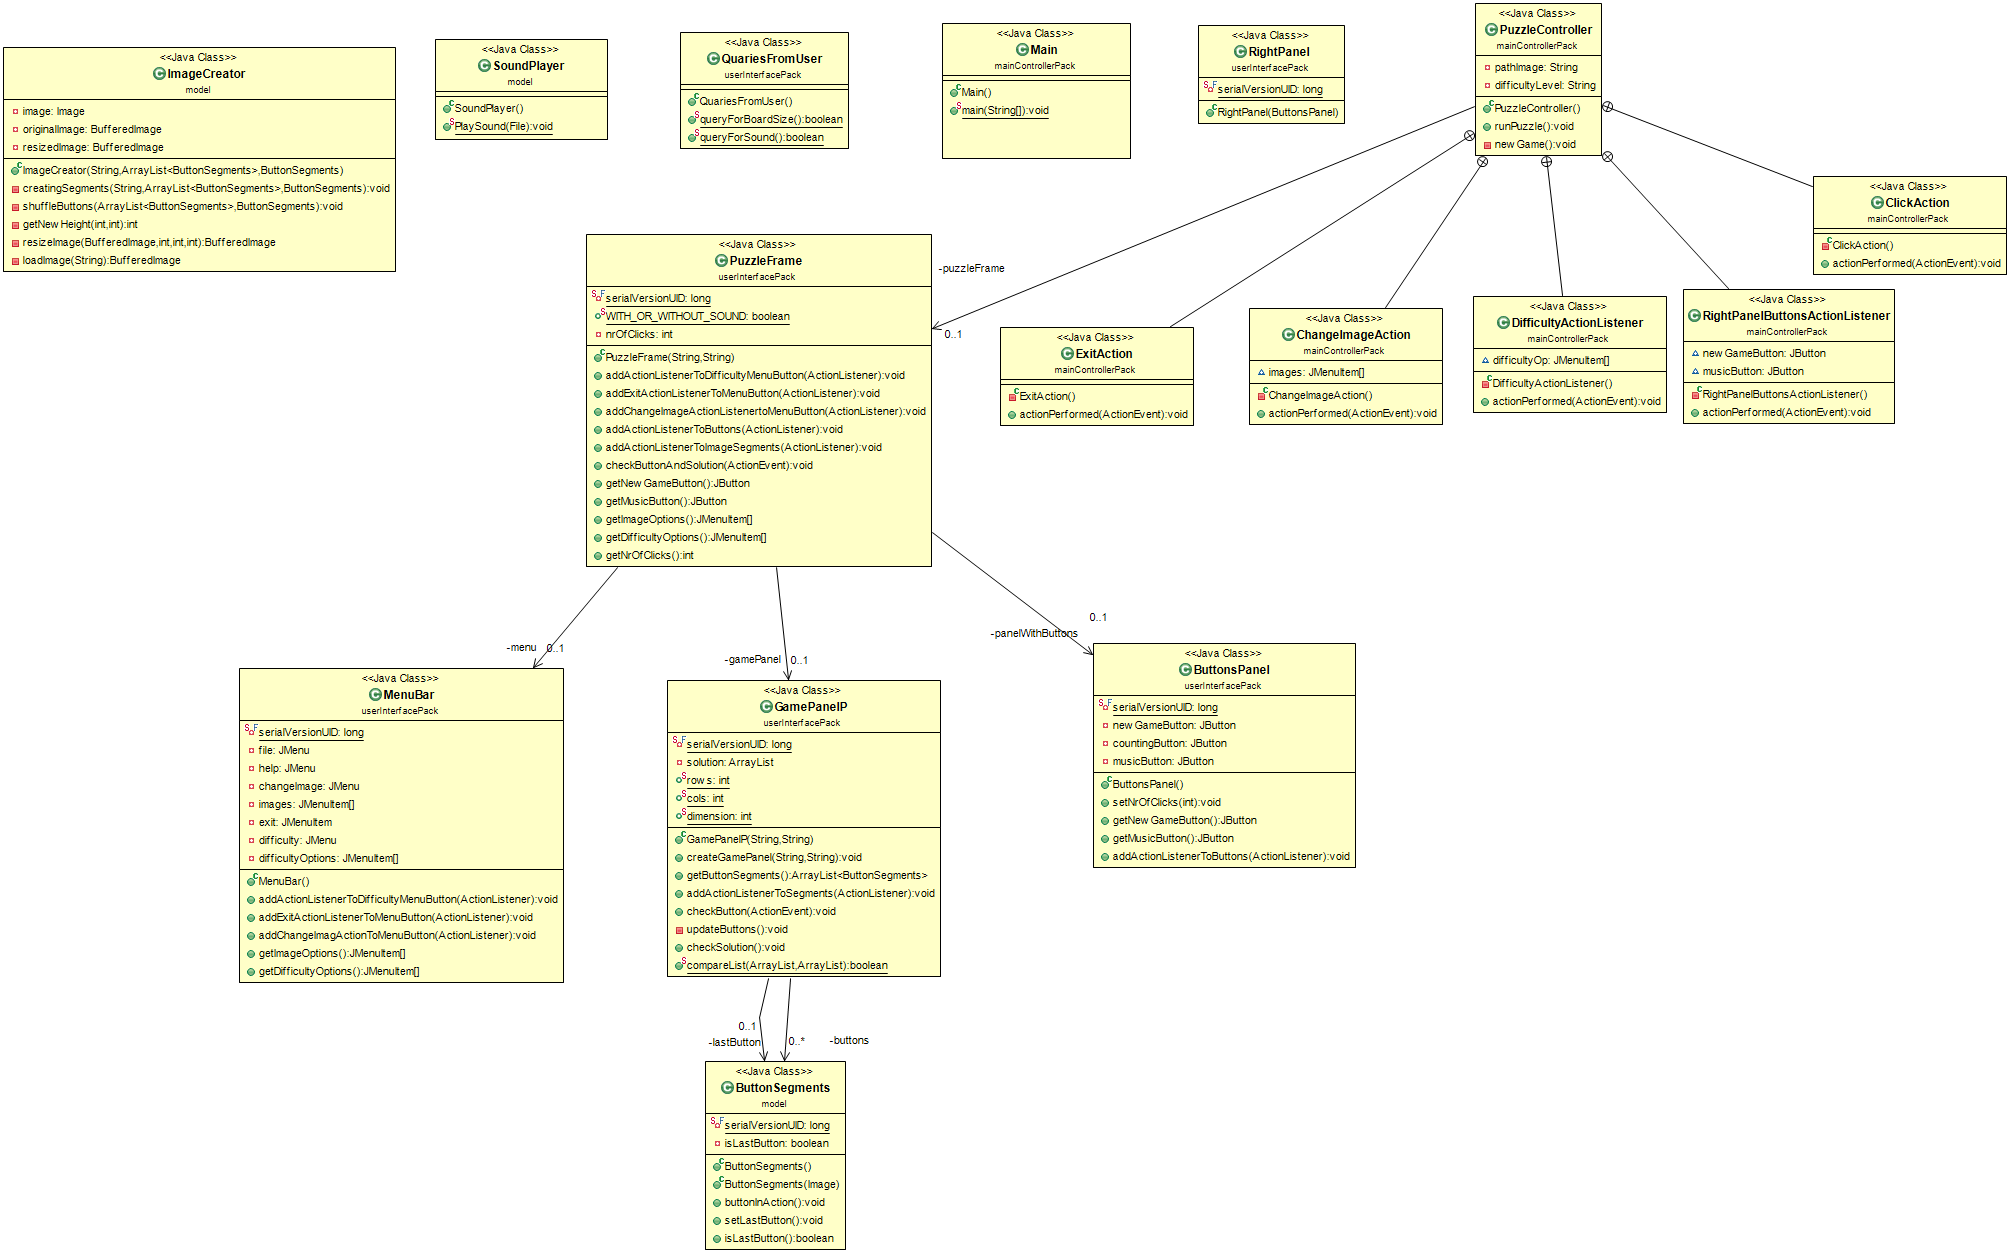 <<Java Class>>
ImageCreator
model
image: Image
originalImage: BufferedImage
resizedImage: BufferedImage
ImageCreator(String,ArrayList<ButtonSegments>,ButtonSegments)
creatingSegments(String,ArrayList<ButtonSegments>,ButtonSegments):void
shuffleButtons(ArrayList<ButtonSegments>,ButtonSegments):void
getNewHeight(int,int):int
resizeImage(BufferedImage,int,int,int):BufferedImage
loadImage(String):BufferedImage
<<Java Class>>
SoundPlayer
model
SoundPlayer()
PlaySound(File):void
<<Java Class>>
QuariesFromUser
userInterfacePack
QuariesFromUser()
queryForBoardSize():boolean
queryForSound():boolean
<<Java Class>>
Main
mainControllerPack
Main()
main(String[]):void
<<Java Class>>
RightPanel
userInterfacePack
serialVersionUID: long
RightPanel(ButtonsPanel)
<<Java Class>>
PuzzleController
mainControllerPack
pathImage: String
difficultyLevel: String
PuzzleController()
runPuzzle():void
newGame():void
<<Java Class>>
ClickAction
mainControllerPack
ClickAction()
actionPerformed(ActionEvent):void
-puzzleFrame
0..1
<<Java Class>>
PuzzleFrame
userInterfacePack
serialVersionUID: long
WITH_OR_WITHOUT_SOUND: boolean
nrOfClicks: int
PuzzleFrame(String,String)
addActionListenerToDifficultyMenuButton(ActionListener):void
addExitActionListenerToMenuButton(ActionListener):void
addChangeImageActionListenertoMenuButton(ActionListener):void
addActionListenerToButtons(ActionListener):void
addActionListenerToImageSegments(ActionListener):void
checkButtonAndSolution(ActionEvent):void
getNewGameButton():JButton
getMusicButton():JButton
getImageOptions():JMenuItem[]
getDifficultyOptions():JMenuItem[]
getNrOfClicks():int
<<Java Class>>
ExitAction
mainControllerPack
ExitAction()
actionPerformed(ActionEvent):void
<<Java Class>>
ChangeImageAction
mainControllerPack
images: JMenuItem[]
ChangeImageAction()
actionPerformed(ActionEvent):void
<<Java Class>>
DifficultyActionListener
mainControllerPack
difficultyOp: JMenuItem[]
DifficultyActionListener()
actionPerformed(ActionEvent):void
<<Java Class>>
RightPanelButtonsActionListener
mainControllerPack
newGameButton: JButton
musicButton: JButton
RightPanelButtonsActionListener()
actionPerformed(ActionEvent):void
-menu
0..1
-gamePanel
0..1
-panelWithButtons
0..1
<<Java Class>>
MenuBar
userInterfacePack
serialVersionUID: long
file: JMenu
help: JMenu
changeImage: JMenu
images: JMenuItem[]
exit: JMenuItem
difficulty: JMenu
difficultyOptions: JMenuItem[]
MenuBar()
addActionListenerToDifficultyMenuButton(ActionListener):void
addExitActionListenerToMenuButton(ActionListener):void
addChangeImagActionToMenuButton(ActionListener):void
getImageOptions():JMenuItem[]
getDifficultyOptions():JMenuItem[]
<<Java Class>>
GamePanelP
userInterfacePack
serialVersionUID: long
solution: ArrayList
rows: int
cols: int
dimension: int
GamePanelP(String,String)
createGamePanel(String,String):void
getButtonSegments():ArrayList<ButtonSegments>
addActionListenerToSegments(ActionListener):void
checkButton(ActionEvent):void
updateButtons():void
checkSolution():void
compareList(ArrayList,ArrayList):boolean
<<Java Class>>
ButtonsPanel
userInterfacePack
serialVersionUID: long
newGameButton: JButton
countingButton: JButton
musicButton: JButton
ButtonsPanel()
setNrOfClicks(int):void
getNewGameButton():JButton
getMusicButton():JButton
addActionListenerToButtons(ActionListener):void
0..1
-lastButton
0..*
-buttons
<<Java Class>>
ButtonSegments
model
serialVersionUID: long
isLastButton: boolean
ButtonSegments()
ButtonSegments(Image)
buttonInAction():void
setLastButton():void
isLastButton():boolean